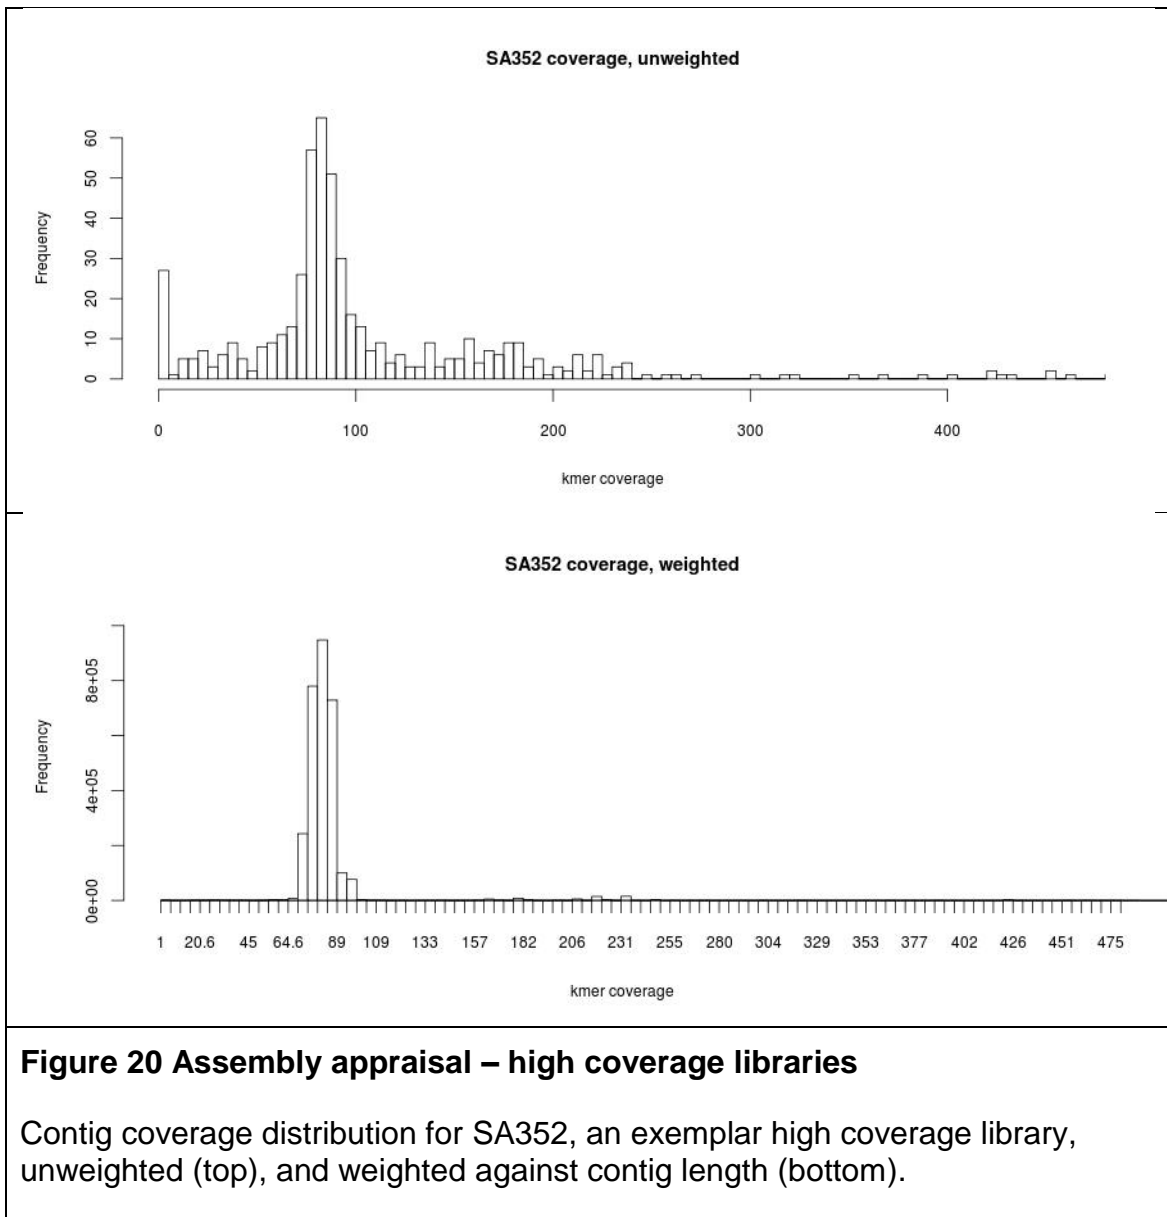 SA352 coverage, unweighted
Frequency
60
50
40
30
20
10
0
0 100 200 300 400
kmer coverage
SA352 coverage, weighted
Frequency
8e+05
4e+05
0e+00
1 20.6 45 64.6 89 109 133 157 182 206 231 255 280 304 329 353 377 402 426 451 475
kmer coverage
Figure 20 Assembly appraisal – high coverage libraries
Contig coverage distribution for SA352, an exemplar high coverage library,
unweighted (top), and weighted against contig length (bottom).